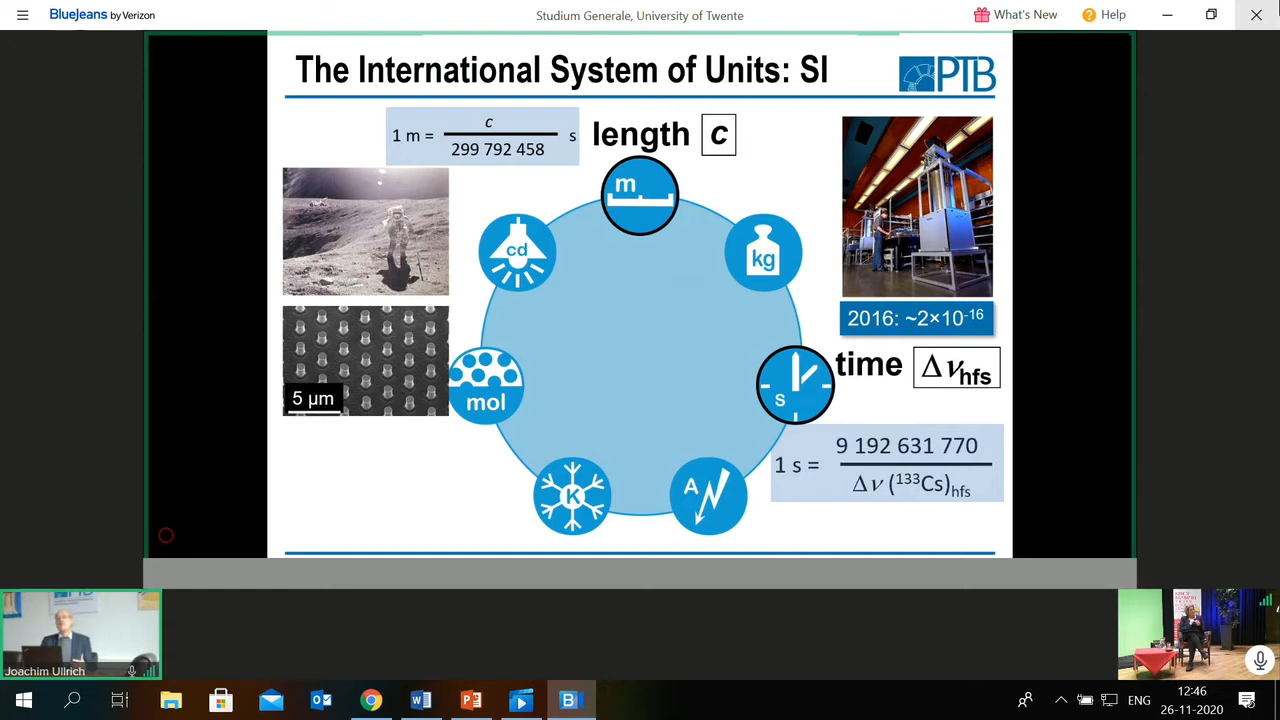 BlueJeans by Verizon
Studium Generale, University of Twente
What's New
Help
The International System of Units: SI
PTB
1 m = c / 299 792 458 s
length c
m
cd
kg
2016: ~2×10⁻¹⁶
time Δνhfs
s
5 µm
mol
1 s = 9 192 631 770 / Δν (¹³³Cs)hfs
K
A
PTB
Joachim Ullrich
ENG
12:46
26-11-2020